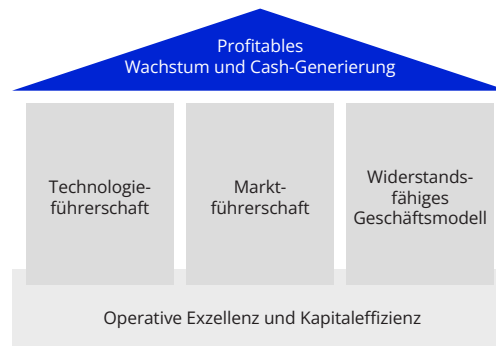 Profitables
Wachstum und Cash-Generierung
Technologie-
führerschaft
Markt-
führerschaft
Widerstands-
fähiges
Geschäftsmodell
Operative Exzellenz und Kapitaleffizienz